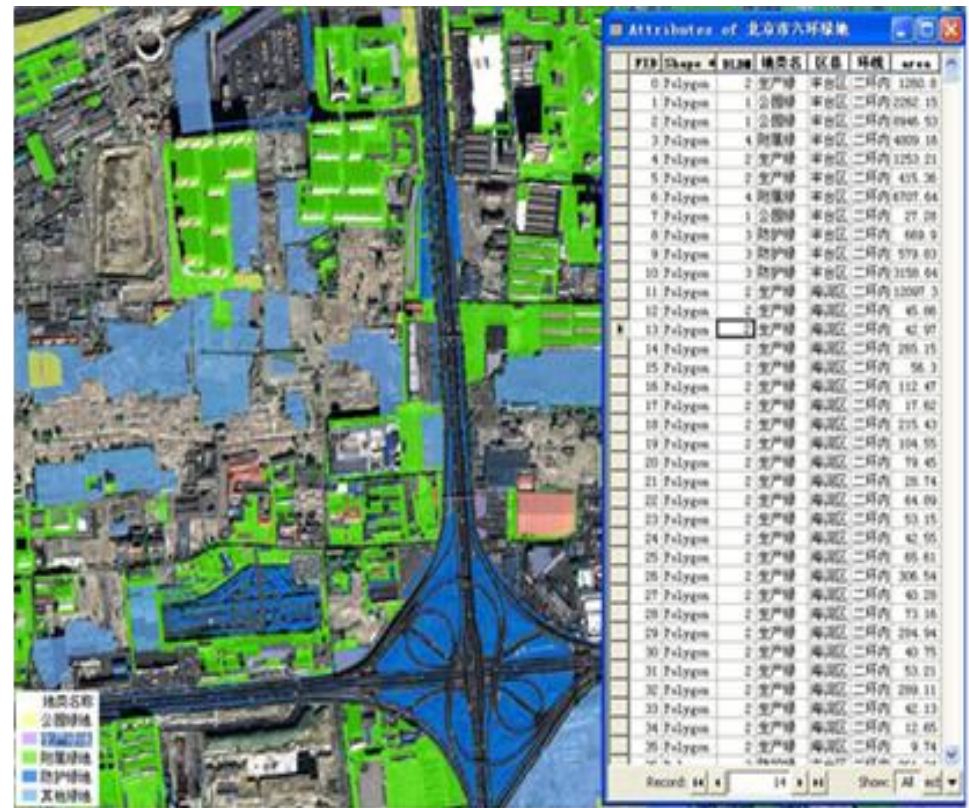 Attributes of 北京市六环绿地
FID Shape * DLDM 地类名 区县 环线 area
0 Polygon 2 生产绿 丰台区 二环内 1280.8
1 Polygon 1 公园绿 丰台区 二环内 2262.15
2 Polygon 1 公园绿 丰台区 二环内 6946.53
3 Polygon 4 附属绿 丰台区 二环内 4809.18
4 Polygon 2 生产绿 丰台区 二环内 1253.21
5 Polygon 2 生产绿 丰台区 二环内 415.36
6 Polygon 4 附属绿 丰台区 二环内 6707.64
7 Polygon 1 公园绿 丰台区 二环内 27.28
8 Polygon 3 防护绿 丰台区 二环内 669.9
9 Polygon 3 防护绿 丰台区 二环内 579.83
10 Polygon 3 防护绿 丰台区 二环内 3158.64
11 Polygon 2 生产绿 海淀区 二环内 12097.3
12 Polygon 2 生产绿 海淀区 二环内 45.86
13 Polygon 2 生产绿 海淀区 二环内 42.97
14 Polygon 2 生产绿 海淀区 二环内 285.15
15 Polygon 2 生产绿 海淀区 二环内 56.3
16 Polygon 2 生产绿 海淀区 二环内 112.47
17 Polygon 2 生产绿 海淀区 二环内 17.62
18 Polygon 2 生产绿 海淀区 二环内 215.43
19 Polygon 2 生产绿 海淀区 二环内 104.55
20 Polygon 2 生产绿 海淀区 二环内 79.45
21 Polygon 2 生产绿 海淀区 二环内 28.74
22 Polygon 2 生产绿 海淀区 二环内 64.89
23 Polygon 2 生产绿 海淀区 二环内 53.15
24 Polygon 2 生产绿 海淀区 二环内 42.55
25 Polygon 2 生产绿 海淀区 二环内 65.61
26 Polygon 2 生产绿 海淀区 二环内 306.54
27 Polygon 2 生产绿 海淀区 二环内 40.28
28 Polygon 2 生产绿 海淀区 二环内 73.16
29 Polygon 2 生产绿 海淀区 二环内 284.94
30 Polygon 2 生产绿 海淀区 二环内 40.75
31 Polygon 2 生产绿 海淀区 二环内 53.21
32 Polygon 2 生产绿 海淀区 二环内 289.11
33 Polygon 2 生产绿 海淀区 二环内 42.13
34 Polygon 2 生产绿 海淀区 二环内 12.65
35 Polygon 2 生产绿 海淀区 二环内 9.74
Record: 14 Show: All
地类名称
公园绿地
附属绿地
防护绿地
其他绿地